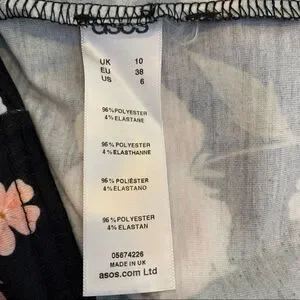 asos
UK 10
EU 38
US 6
96%POLYESTER
4%ELASTANE
96%POLYESTER
4%ELASTHANNE
96%POLIÉSTER
4%ELASTANO
96%POLYESTER
4%ELASTAN
05674226
MADE IN UK
asos.com Ltd